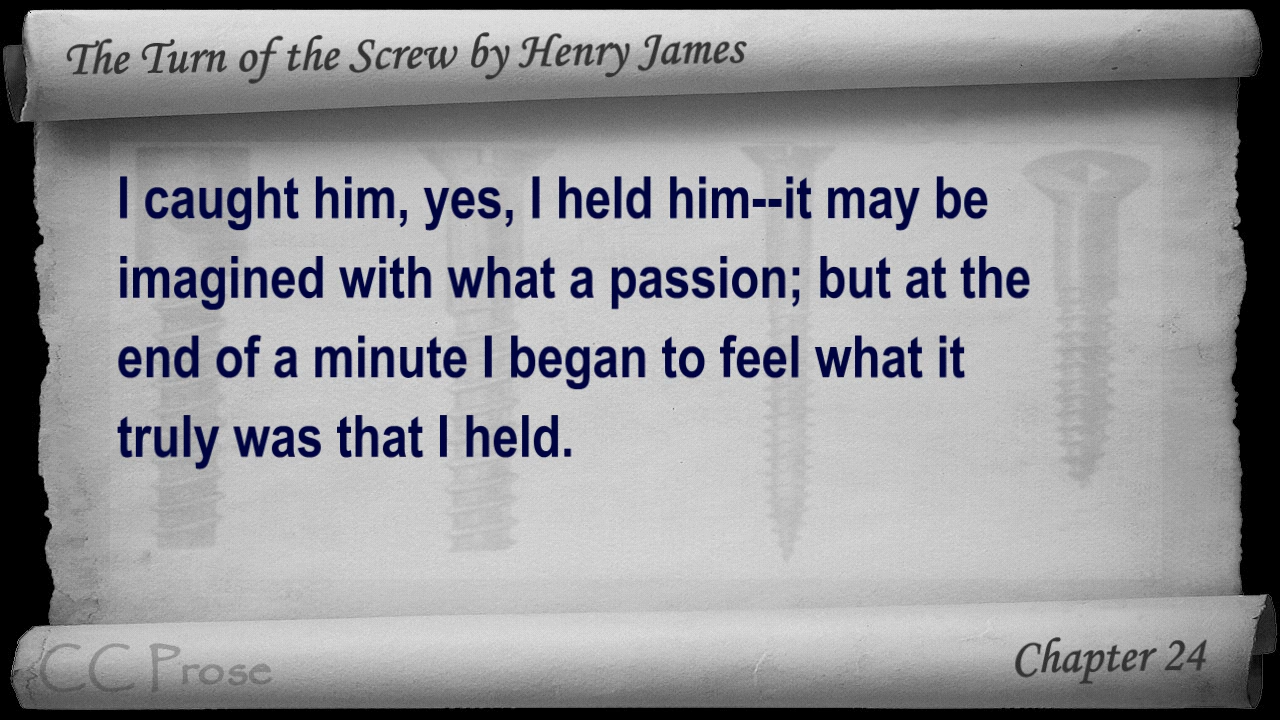 The Turn of the Screw by Henry James
I caught him, yes, I held him--it may be
imagined with what a passion; but at the
end of a minute I began to feel what it
truly was that I held.
CC Prose
Chapter 24